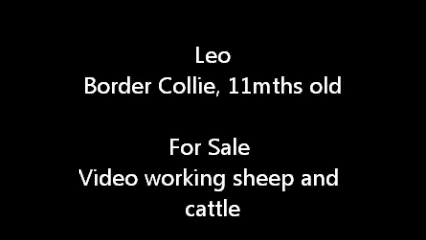 Leo
Border Collie, 11mths old
For Sale
Video working sheep and
cattle